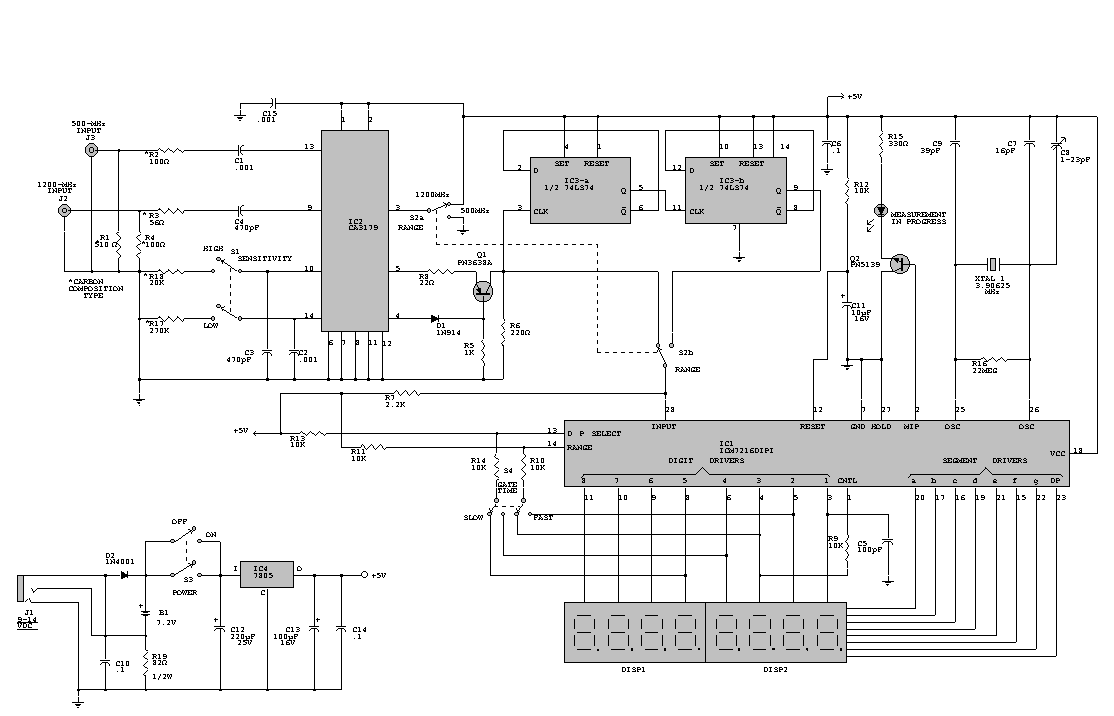 500-MHz
INPUT
J3
1200-MHz
INPUT
J2
*R2
100Ω
C1
.001
C15
.001
*R3
56Ω
C4
470pF
*R1
510 Ω
*R4
*100Ω
HIGH
S1
SENSITIVITY
*R18
20K
*CARBON
COMPOSITION
TYPE
*R17
270K
LOW
C3
470pF
C2
.001
1
2
13
9
10
14
IC2
CA3179
3
5
4
6
7
8
11
12
1200MHz
500MHz
S2a
RANGE
Q1
PN3638A
R8
22Ω
D1
1N914
R5
1K
R6
220Ω
4
1
SET
RESET
2
D
IC3-a
1/2 74LS74
Q
5
3
CLK
Q
6
10
13
14
SET
RESET
12
D
IC3-b
1/2 74LS74
Q
9
11
CLK
Q
8
7
+5V
C6
.1
R12
10K
R15
330Ω
C9
39pF
C7
16pF
C8
1-23pF
MEASUREMENT
IN PROGRESS
Q2
PN5139
C11
10µF
16V
XTAL 1
3.90625
MHz
R16
22MEG
S2b
RANGE
R7
2.2K
+5V
R13
10K
R11
10K
28
12
7
27
2
25
26
INPUT
RESET
GND
HOLD
MIP
OSC
OSC
13
D P SELECT
14
RANGE
IC1
ICM7216DIPI
VCC
18
DIGIT DRIVERS
SEGMENT DRIVERS
8
7
6
5
4
3
2
1
CNTL
a
b
c
d
e
f
g
DP
11
10
9
8
6
4
5
3
1
20
17
16
19
21
15
22
23
R14
10K
S4
GATE
TIME
R10
10K
SLOW
FAST
R9
10K
C5
100pF
DISP1
DISP2
OFF
ON
S3
POWER
D2
1N4001
J1
9-14
VDC
B1
7.2V
C10
.1
R19
82Ω
1/2W
I
IC4
7805
O
C
+5V
C12
220µF
25V
C13
100µF
16V
C14
.1